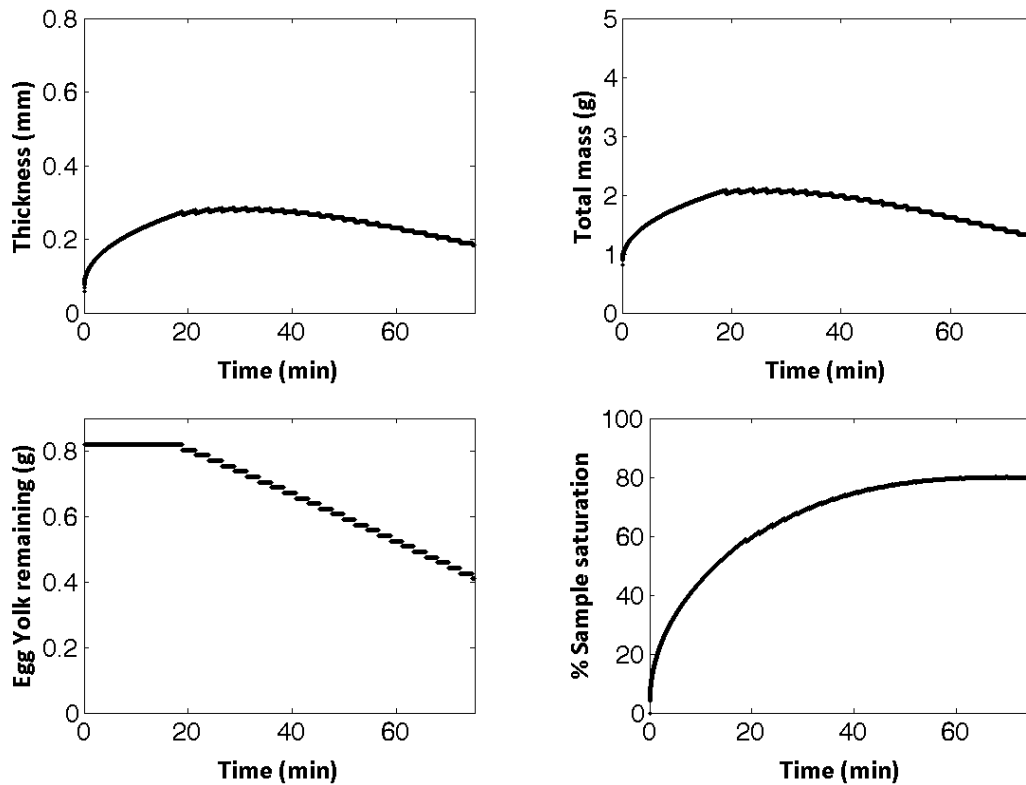 Thickness (mm)
0.8
0.6
0.4
0.2
0
0 20 40 60
Time (min)
Total mass (g)
5
4
3
2
1
0
0 20 40 60
Time (min)
Egg Yolk remaining (g)
0.8
0.6
0.4
0.2
0
0 20 40 60
Time (min)
% Sample saturation
100
80
60
40
20
0
0 20 40 60
Time (min)